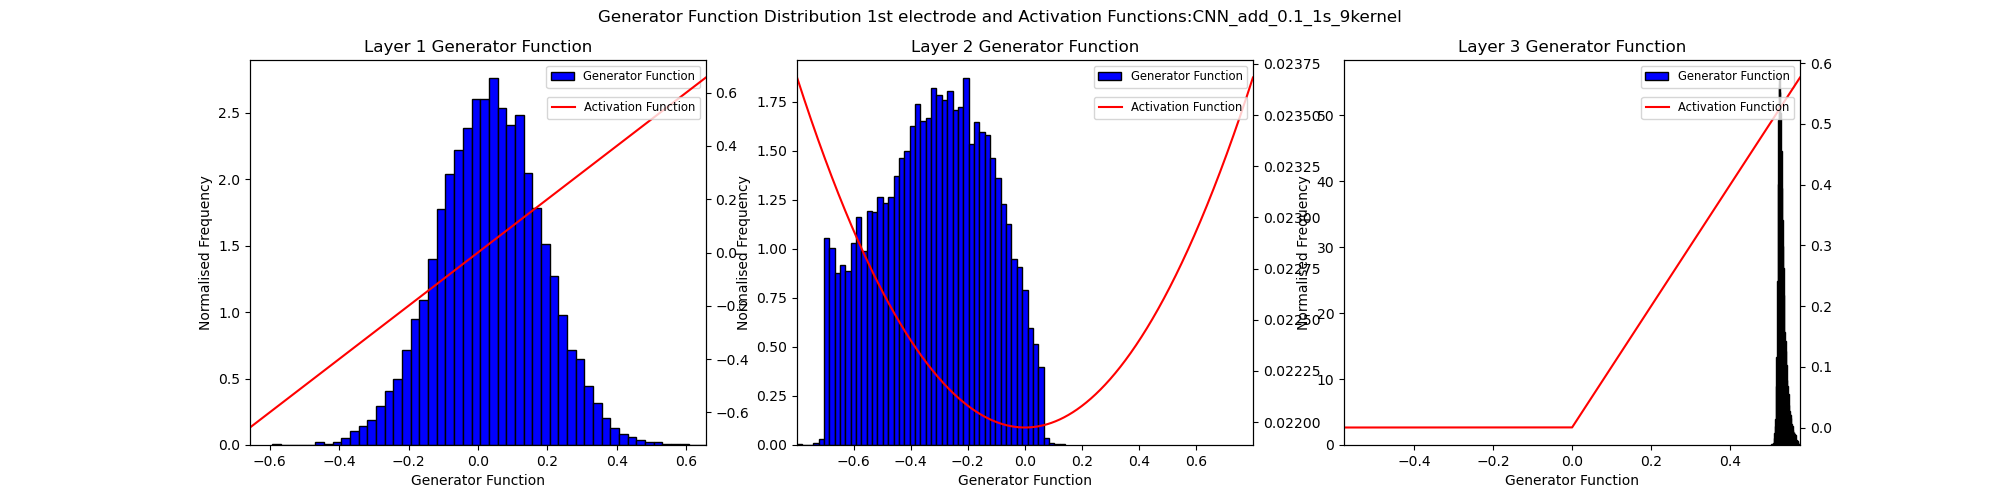 Generator Function Distribution 1st electrode and Activation Functions:CNN_add_0.1_1s_9kernel
Layer 1 Generator Function
Generator Function
Activation Function
Normalised Frequency
2.5
2.0
1.5
1.0
0.5
0.0
0.6
0.4
0.2
0.0
−0.2
−0.4
−0.6
−0.6 −0.4 −0.2 0.0 0.2 0.4 0.6
Generator Function
Layer 2 Generator Function
Generator Function
Activation Function
Normalised Frequency
1.75
1.50
1.25
1.00
0.75
0.50
0.25
0.00
0.02375
0.02350
0.02325
0.02300
0.02275
0.02250
0.02225
0.02200
−0.6 −0.4 −0.2 0.0 0.2 0.4 0.6
Generator Function
Layer 3 Generator Function
Generator Function
Activation Function
Normalised Frequency
50
40
30
20
10
0
0.6
0.5
0.4
0.3
0.2
0.1
0.0
−0.4 −0.2 0.0 0.2 0.4
Generator Function